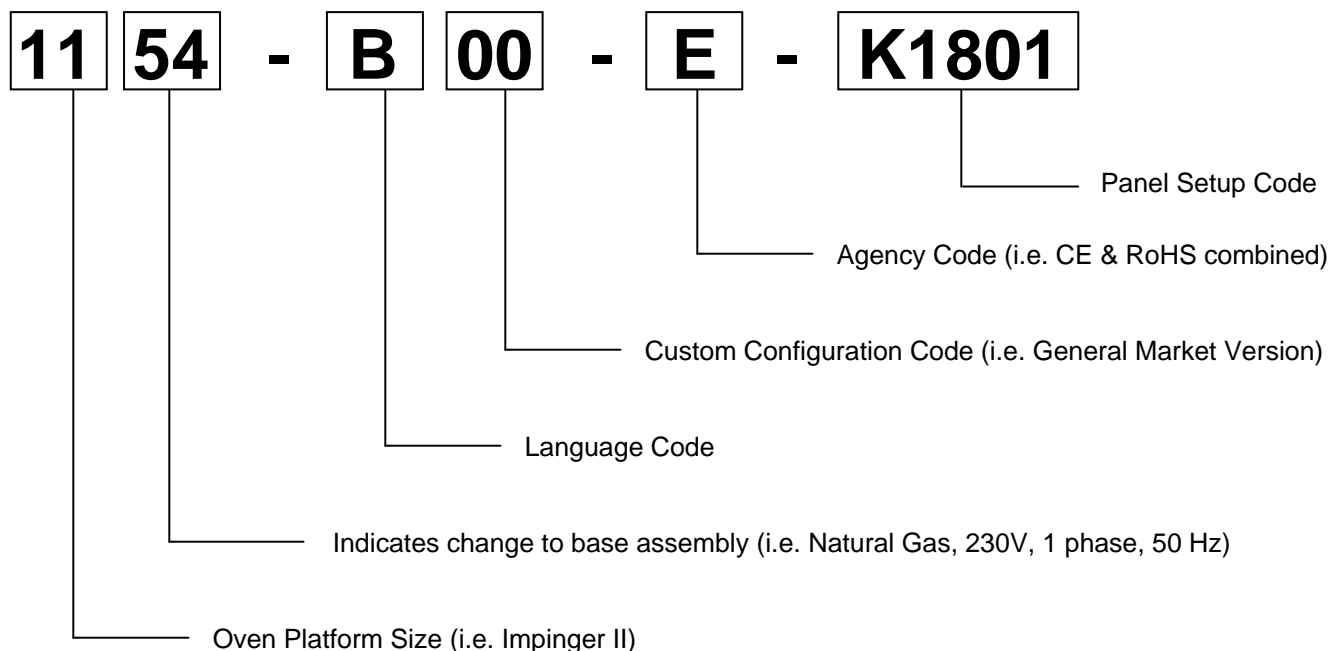 11 54 - B 00 - E - K1801
Panel Setup Code
Agency Code (i.e. CE & RoHS combined)
Custom Configuration Code (i.e. General Market Version)
Language Code
Indicates change to base assembly (i.e. Natural Gas, 230V, 1 phase, 50 Hz)
Oven Platform Size (i.e. Impinger II)